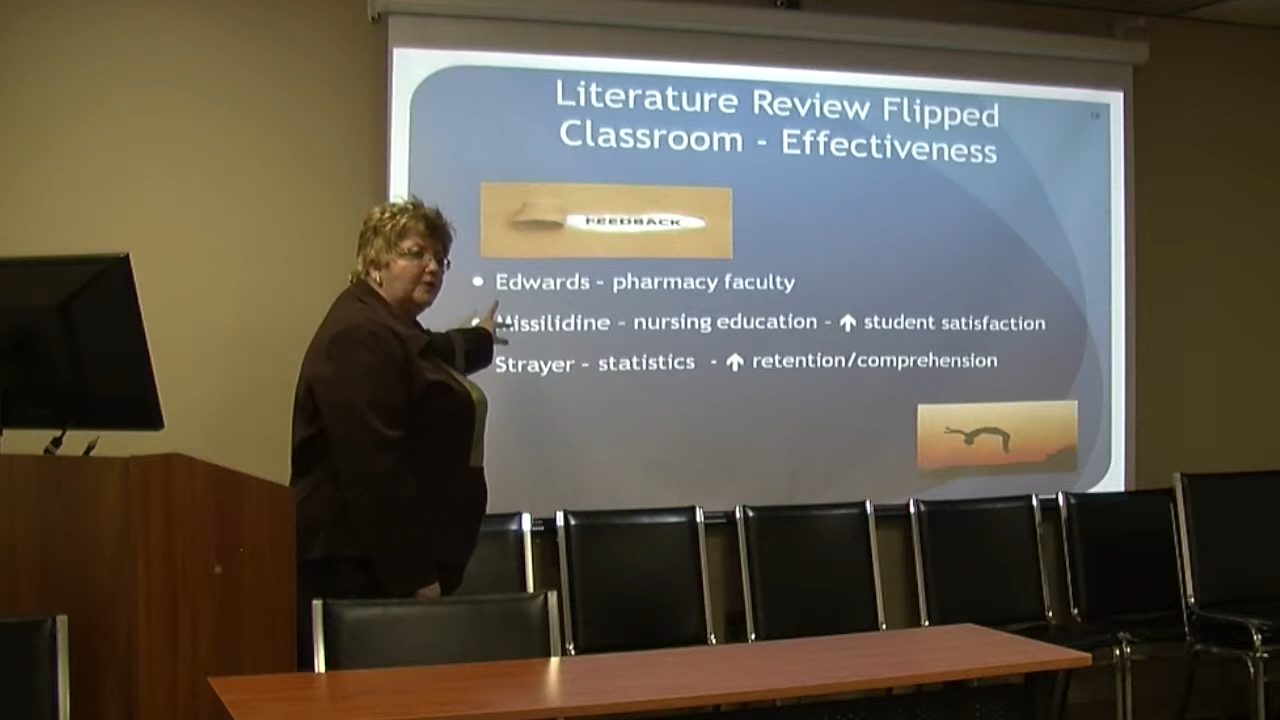 Literature Review Flipped
Classroom - Effectiveness
FEEDBACK
• Edwards - pharmacy faculty
Missilidine - nursing education - ↑ student satisfaction
Strayer - statistics - ↑ retention/comprehension